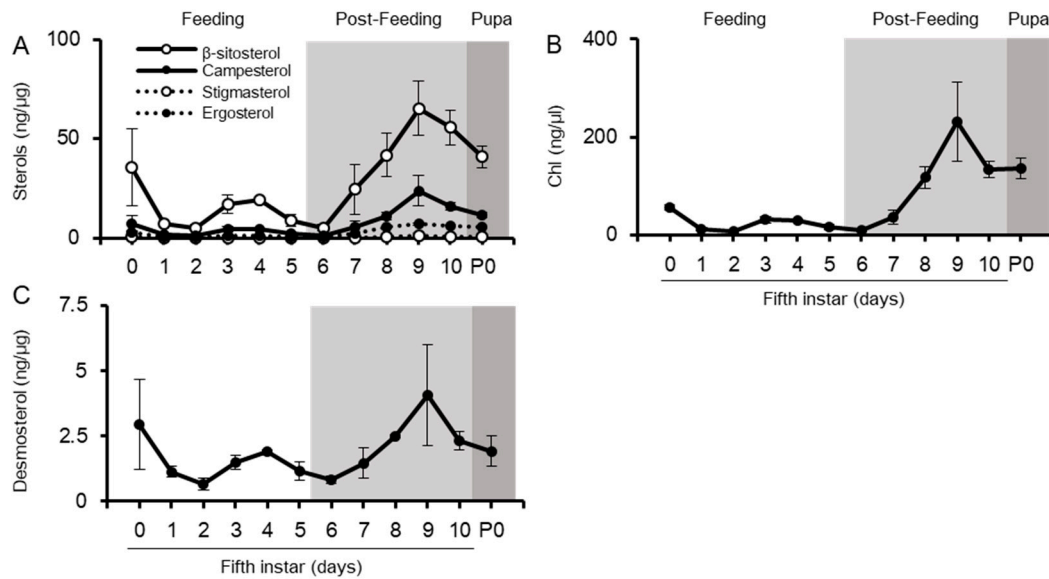 Feeding Post-Feeding Pupa
A
100
50
0
Sterols (ng/µg)
β-sitosterol
Campesterol
Stigmasterol
Ergosterol
0 1 2 3 4 5 6 7 8 9 10 P0
Feeding Post-Feeding Pupa
B
400
200
0
Chl (ng/µl)
0 1 2 3 4 5 6 7 8 9 10 P0
Fifth instar (days)
C
7.5
5
2.5
0
Desmosterol (ng/µg)
0 1 2 3 4 5 6 7 8 9 10 P0
Fifth instar (days)